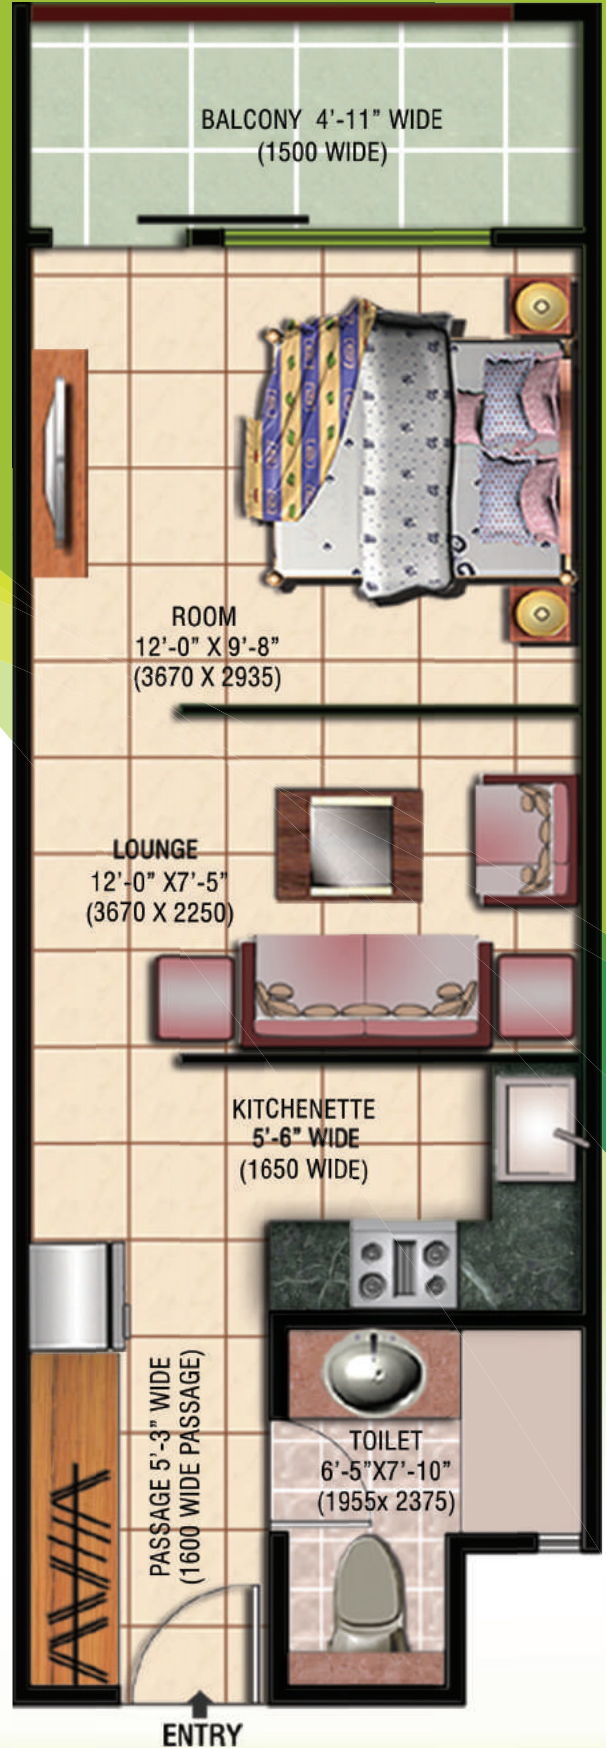 BALCONY 4'-11" WIDE
(1500 WIDE)
ROOM
12'-0" X 9'-8"
(3670 X 2935)
LOUNGE
12'-0" X7'-5"
(3670 X 2250)
KITCHENETTE
5'-6" WIDE
(1650 WIDE)
PASSAGE 5'-3" WIDE
(1600 WIDE PASSAGE)
TOILET
6'-5"X7'-10"
(1955x 2375)
ENTRY